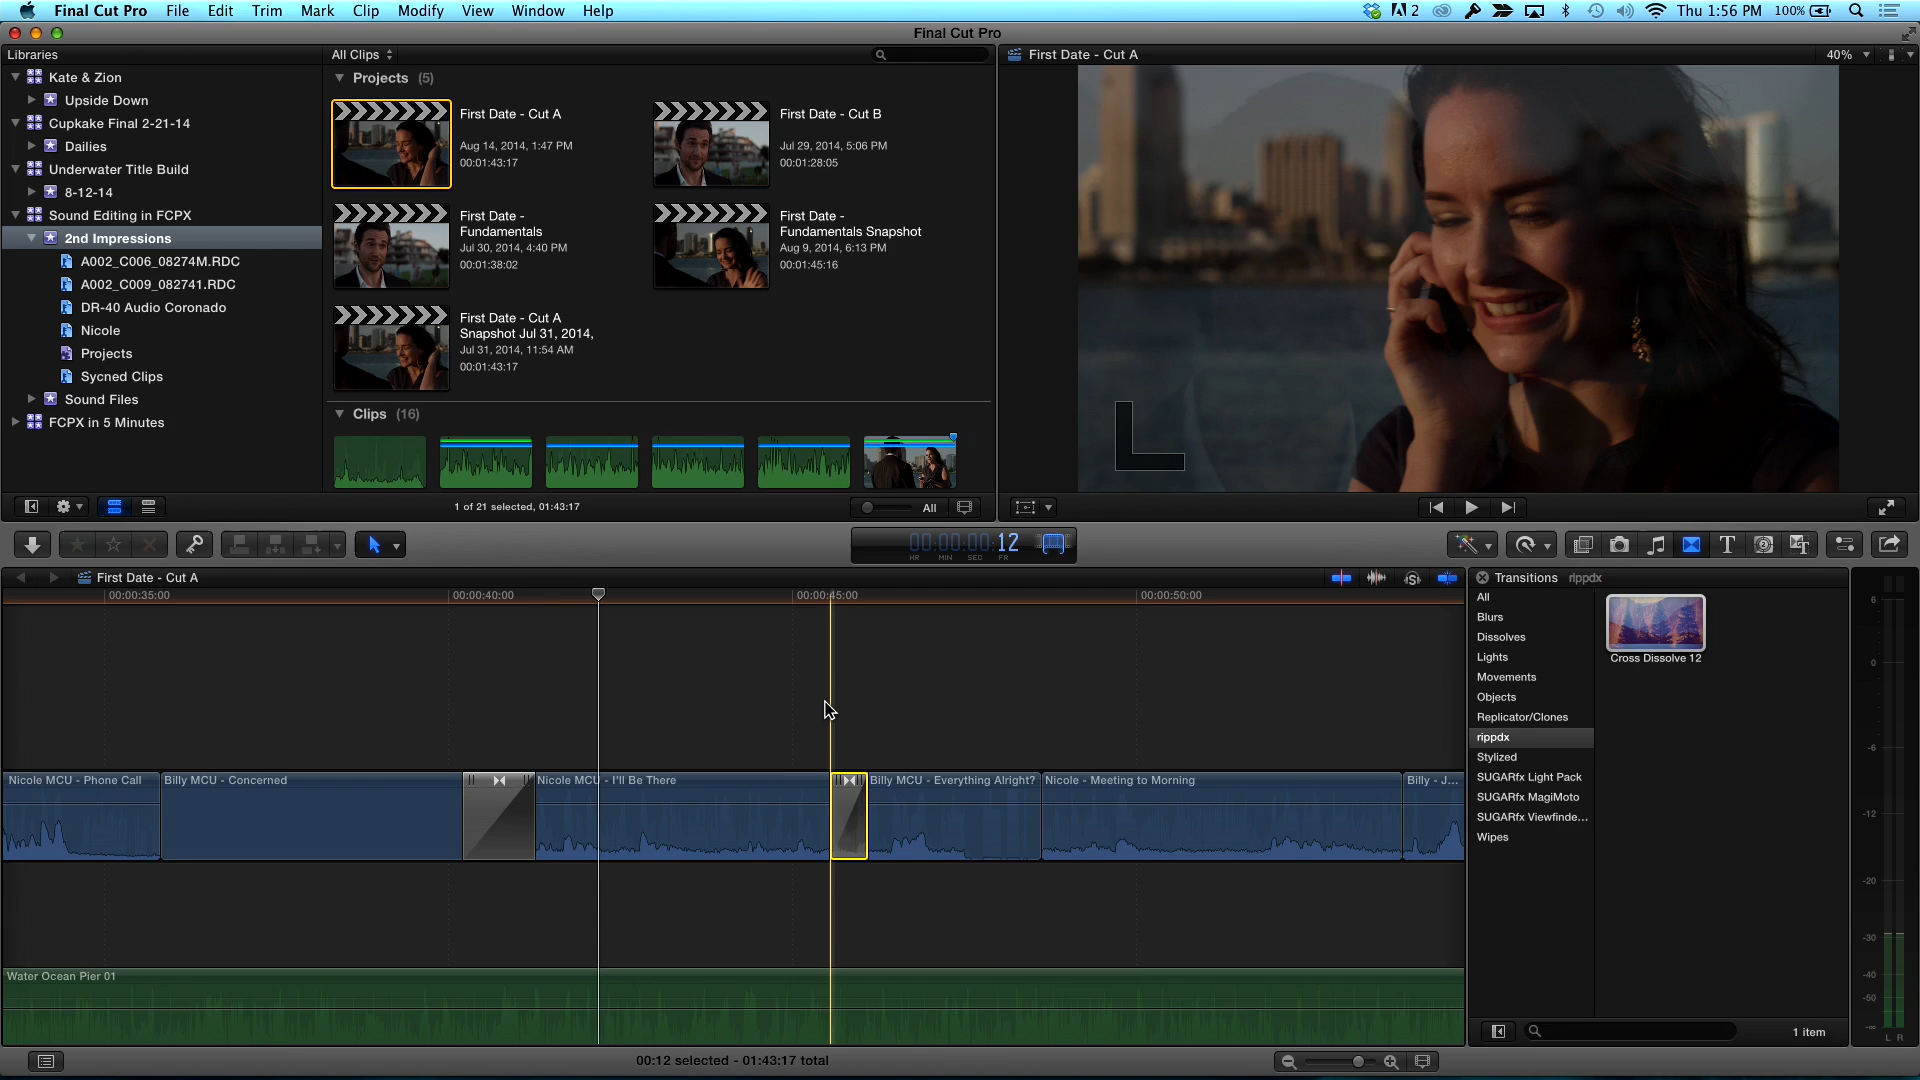 Final Cut Pro File Edit Trim Mark Clip Modify View Window Help 2 Thu 1:56 PM 100%
Final Cut Pro
Libraries
Kate & Zion
Upside Down
Cupkake Final 2-21-14
Dailies
Underwater Title Build
8-12-14
Sound Editing in FCPX
2nd Impressions
A002_C006_08274M.RDC
A002_C009_082741.RDC
DR-40 Audio Coronado
Nicole
Projects
Sycned Clips
Sound Files
FCPX in 5 Minutes
All Clips
Projects (5)
First Date - Cut A
Aug 14, 2014, 1:47 PM
00:01:43:17
First Date - Cut B
Jul 29, 2014, 5:06 PM
00:01:28:05
First Date -
Fundamentals
Jul 30, 2014, 4:40 PM
00:01:38:02
First Date -
Fundamentals Snapshot
Aug 9, 2014, 6:13 PM
00:01:45:16
First Date - Cut A
Snapshot Jul 31, 2014,
Jul 31, 2014, 11:54 AM
00:01:43:17
Clips (16)
1 of 21 selected, 01:43:17
All
First Date - Cut A
40%
00:00:00:12
HR MIN SEC FR
First Date - Cut A
00:00:35:00 00:00:40:00 00:00:45:00 00:00:50:00
Nicole MCU - Phone Call
Billy MCU - Concerned
Nicole MCU - I'll Be There
Billy MCU - Everything Alright?
Nicole - Meeting to Morning
Billy - J...
Water Ocean Pier 01
00:12 selected - 01:43:17 total
Transitions rippdx
All
Blurs
Dissolves
Lights
Movements
Objects
Replicator/Clones
rippdx
Stylized
SUGARfx Light Pack
SUGARfx MagiMoto
SUGARfx Viewfinde...
Wipes
Cross Dissolve 12
1 item
6
0
-6
-12
-20
-30
-40
-50
-∞
L R